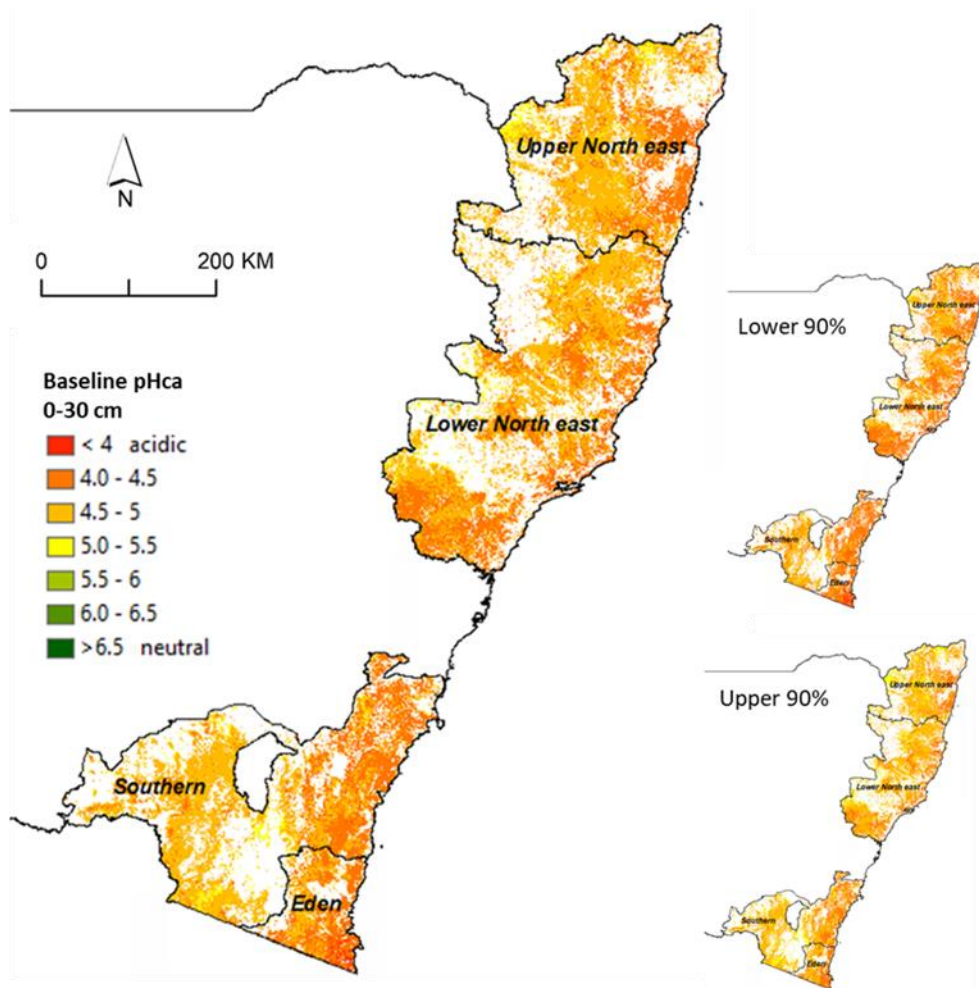 Upper North east
N
0 200 KM
Baseline pHca
0-30 cm
< 4 acidic
4.0 - 4.5
4.5 - 5
5.0 - 5.5
5.5 - 6
6.0 - 6.5
>6.5 neutral
Lower North east
Southern
Eden
Upper North east
Lower 90%
Lower North east
Southern
Eden
Upper North east
Upper 90%
Lower North east
Southern
Eden